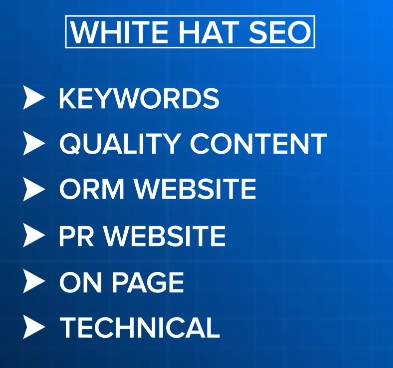 WHITE HAT SEO
KEYWORDS
QUALITY CONTENT
ORM WEBSITE
PR WEBSITE
ON PAGE
TECHNICAL